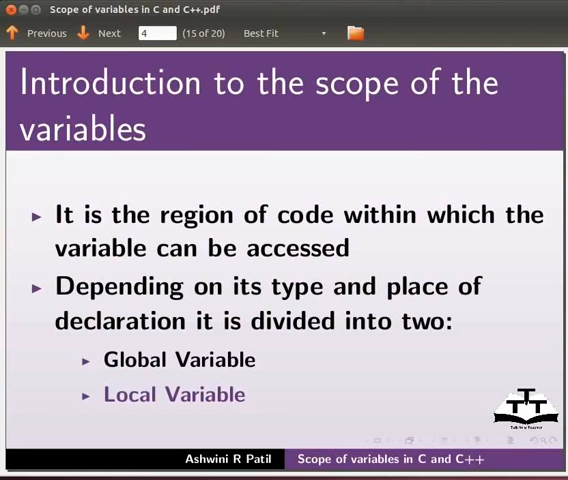 Scope of variables in C and C++.pdf
Previous Next 4 (15 of 20) Best Fit
Introduction to the scope of the
variables
It is the region of code within which the
variable can be accessed
Depending on its type and place of
declaration it is divided into two:
Global Variable
Local Variable
Ashwini R Patil Scope of variables in C and C++